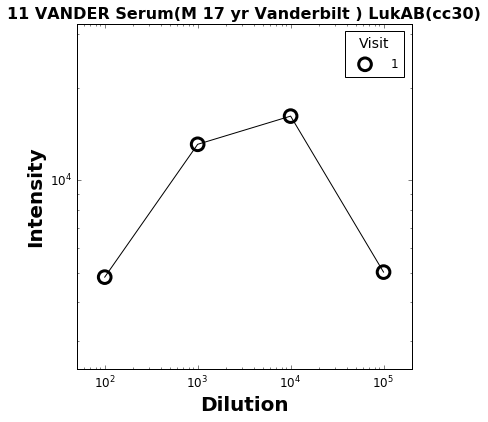 11 VANDER Serum(M 17 yr Vanderbilt ) LukAB(cc30)
Visit
1
Intensity
10^4
10^2 10^3 10^4 10^5
Dilution